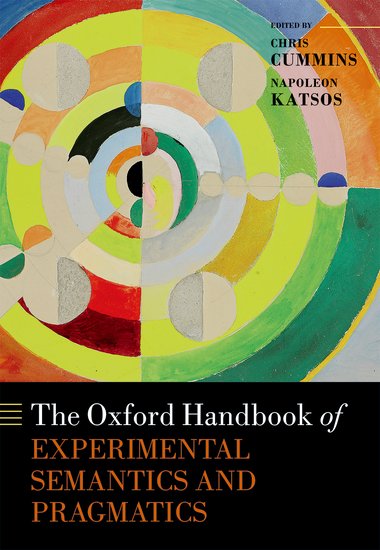 EDITED BY
CHRIS
CUMMINS
NAPOLEON
KATSOS
The Oxford Handbook of
EXPERIMENTAL
SEMANTICS AND
PRAGMATICS